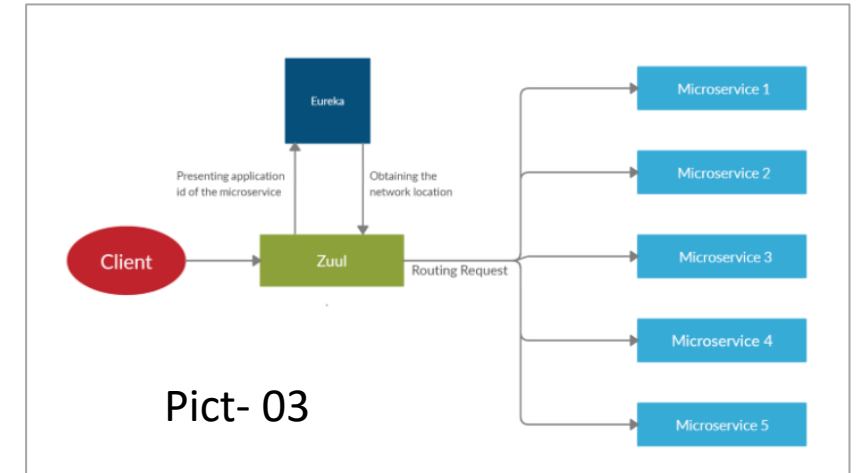 Eureka
Presenting application
id of the microservice
Obtaining the
network location
Client
Zuul
Routing Request
Microservice 1
Microservice 2
Microservice 3
Microservice 4
Microservice 5
Pict- 03